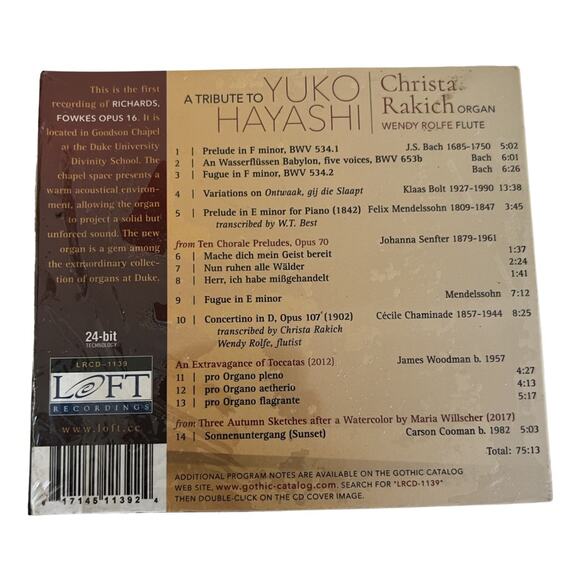 This is the first
recording of RICHARDS,
FOWKES OPUS 16. It is
located in Goodson Chapel
at the Duke University
Divinity School. The
chapel space presents a
warm acoustical environ-
ment, allowing the organ
to project a solid but
unforced sound. The new
organ is a gem among
the extraordinary collec-
tion of organs at Duke.
24-bit
TECHNOLOGY
LRCD-1139
LOFT
RECORDINGS
www.loft.cc
6 17145 11392 4
A TRIBUTE TO YUKO HAYASHI
Christa Rakich ORGAN
WENDY ROLFE FLUTE
1 Prelude in F minor, BWV 534.1 J.S. Bach 1685-1750 5:02
2 An Wasserflüssen Babylon, five voices, BWV 653b Bach 6:01
3 Fugue in F minor, BWV 534.2 Bach 6:26
4 Variations on Ontwaak, gij die Slaapt Klaas Bolt 1927-1990 13:38
5 Prelude in E minor for Piano (1842) Felix Mendelssohn 1809-1847 3:45
transcribed by W.T. Best
from Ten Chorale Preludes, Opus 70 Johanna Senfter 1879-1961
6 Mache dich mein Geist bereit 1:37
7 Nun ruhen alle Wälder 2:24
8 Herr, ich habe mißgehandelt 1:41
9 Fugue in E minor Mendelssohn 7:12
10 Concertino in D, Opus 107 (1902) Cécile Chaminade 1857-1944 8:25
transcribed by Christa Rakich
Wendy Rolfe, flutist
An Extravagance of Toccatas (2012) James Woodman b. 1957
11 pro Organo pleno 4:27
12 pro Organo aetherio 4:13
13 pro Organo flagrante 5:17
from Three Autumn Sketches after a Watercolor by Maria Willscher (2017)
14 Sonnenuntergang (Sunset) Carson Cooman b. 1982 5:03
Total: 75:13
ADDITIONAL PROGRAM NOTES ARE AVAILABLE ON THE GOTHIC CATALOG
WEB SITE, www.gothic-catalog.com. SEARCH FOR "LRCD-1139"
THEN DOUBLE-CLICK ON THE CD COVER IMAGE.